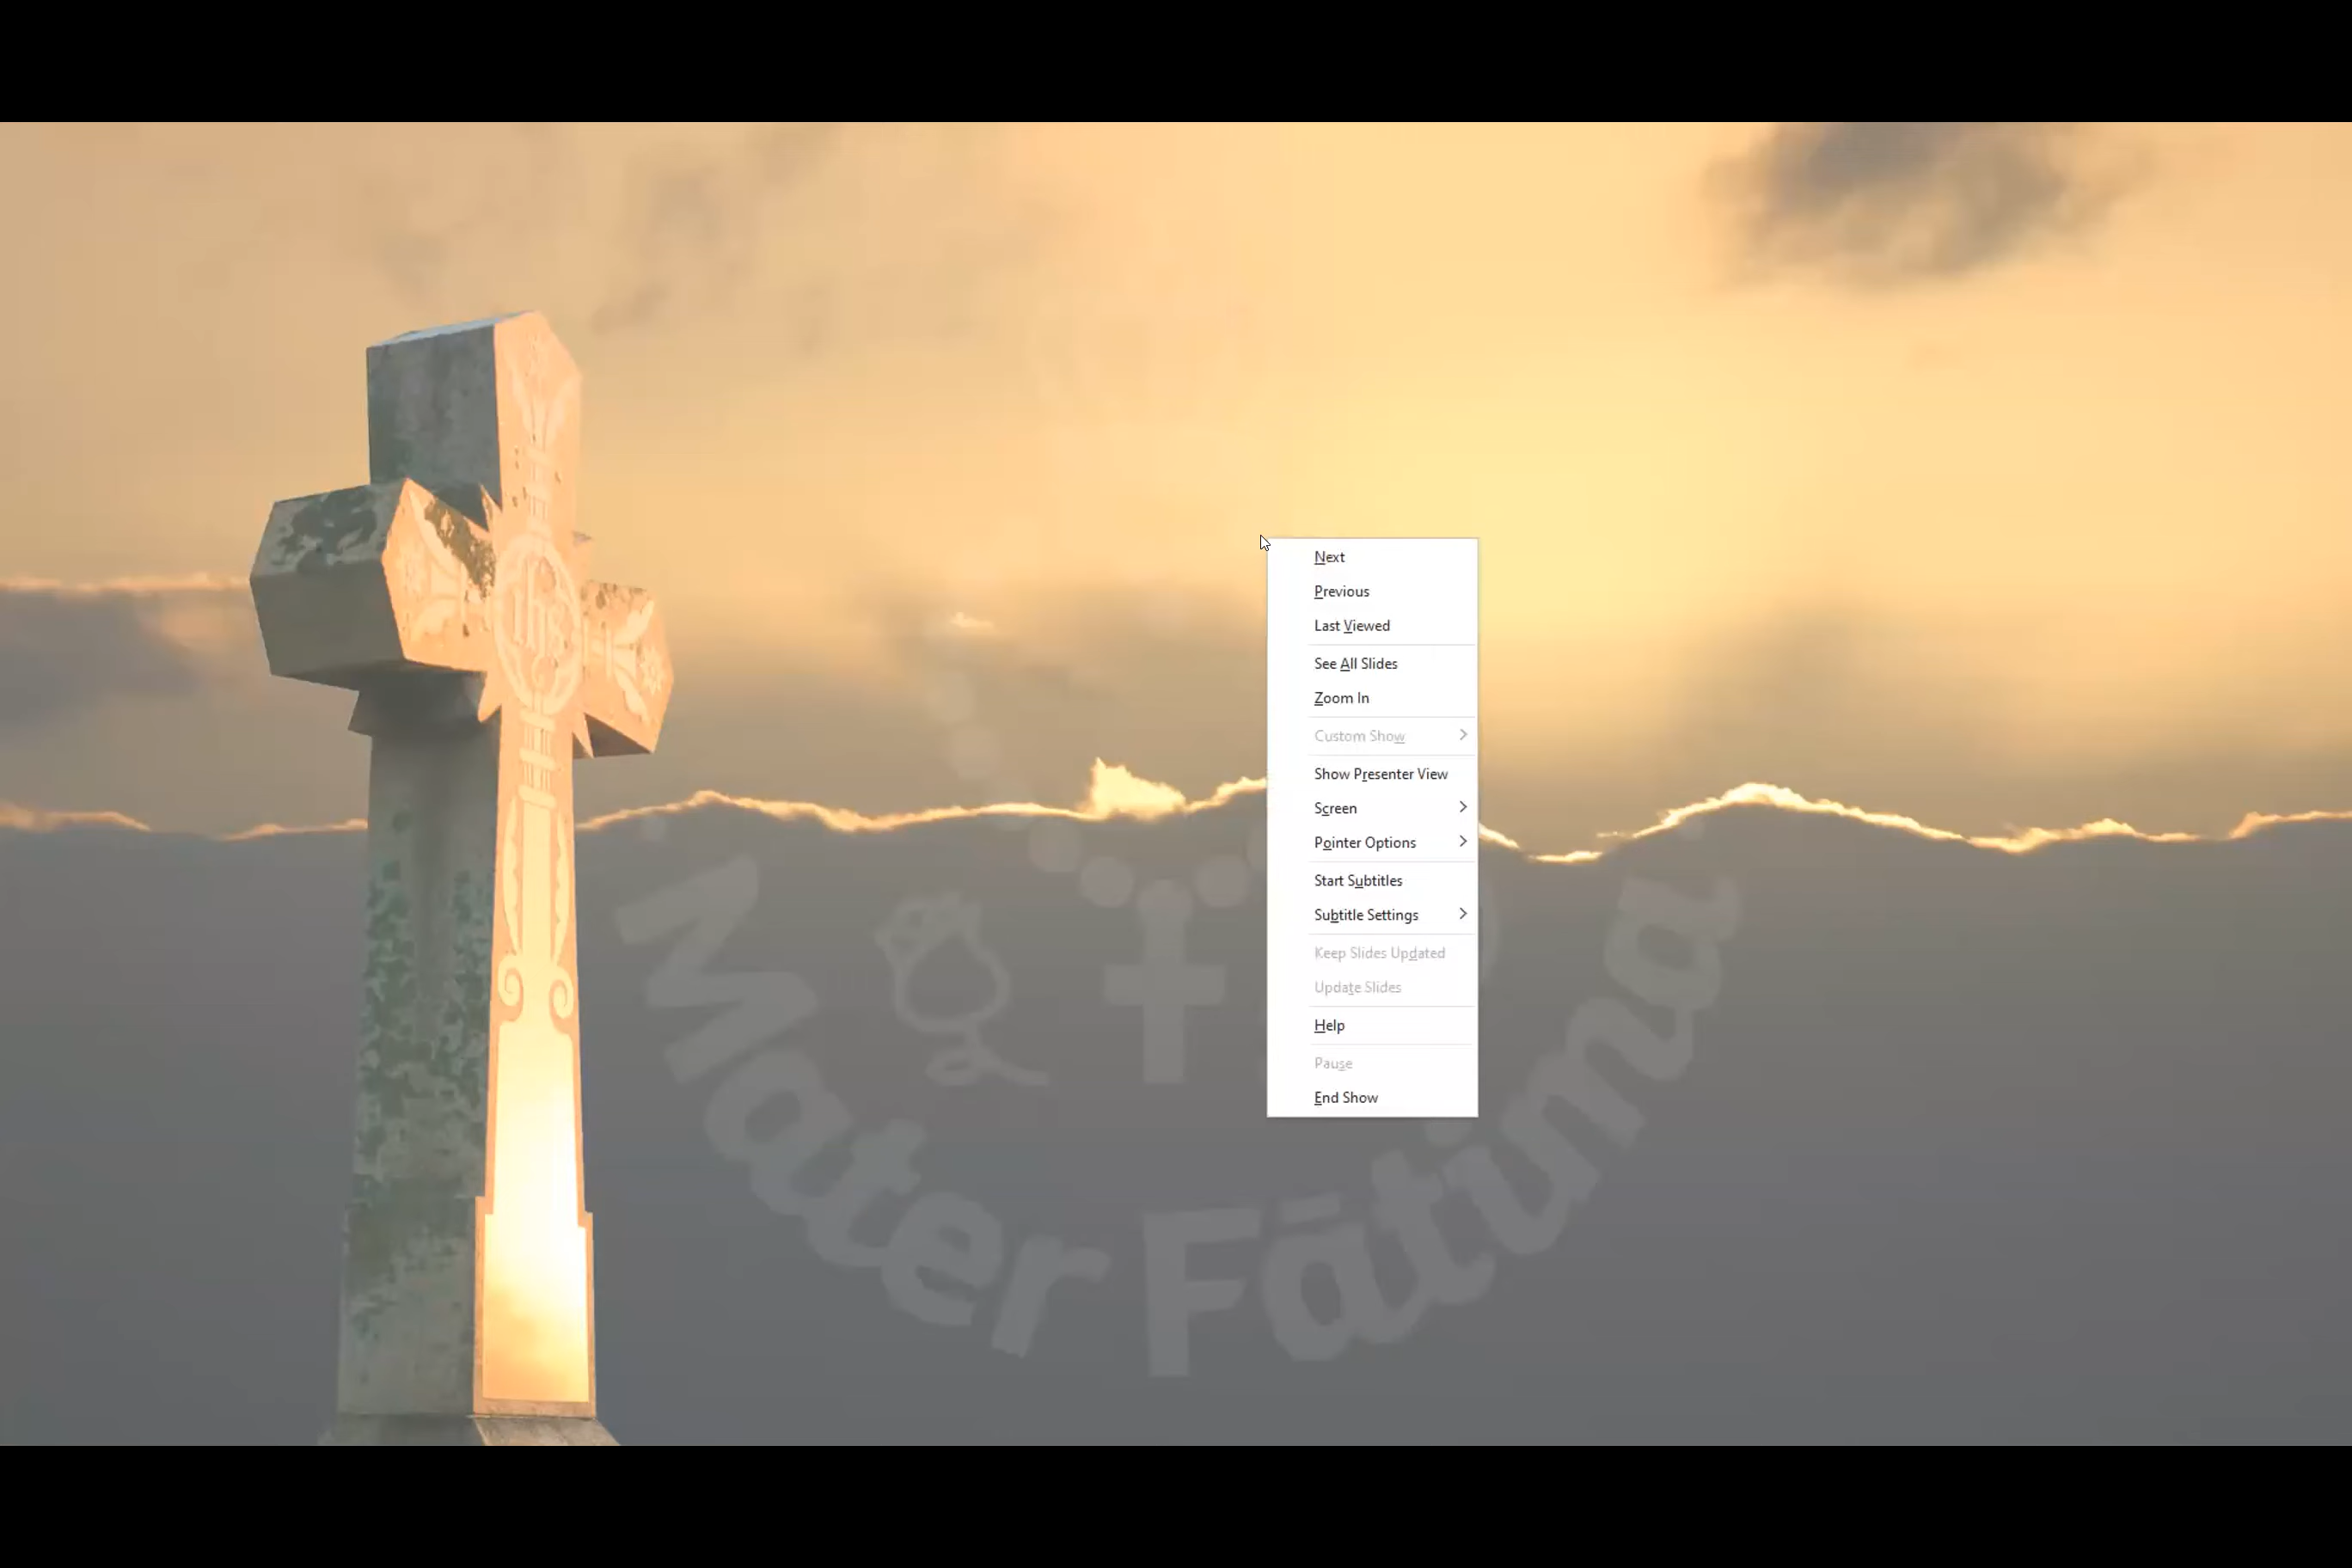 ihs
Next
Previous
Last Viewed
See All Slides
Zoom In
Custom Show
Show Presenter View
Screen
Pointer Options
Start Subtitles
Subtitle Settings
Keep Slides Updated
Update Slides
Help
Pause
End Show
Mater Fátima